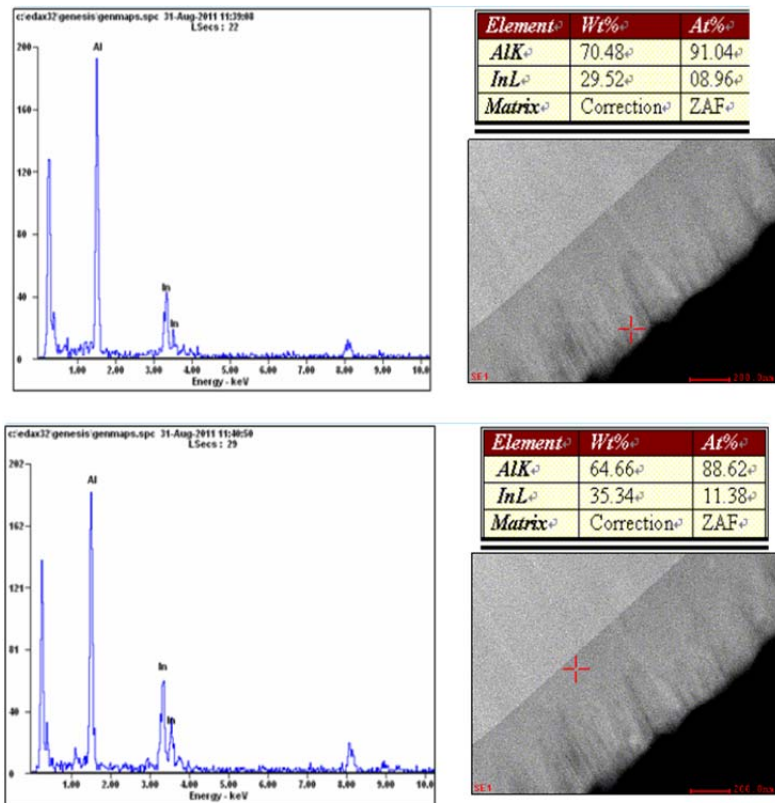 c:\edax32\genesis\genmaps.spc 31-Aug-2011 11:39:08
LSecs : 22
200
160
120
80
40
0
Al
In
In
1.00 2.00 3.00 4.00 5.00 6.00 7.00 8.00 9.00 10.0
Energy - keV
Element Wt% At%
AlK 70.48 91.04
InL 29.52 08.96
Matrix Correction ZAF
SE1
200.0nm
c:\edax32\genesis\genmaps.spc 31-Aug-2011 11:40:50
LSecs : 29
202
162
121
81
40
0
Al
In
In
1.00 2.00 3.00 4.00 5.00 6.00 7.00 8.00 9.00 10.0
Energy - keV
Element Wt% At%
AlK 64.66 88.62
InL 35.34 11.38
Matrix Correction ZAF
SE1
200.0nm